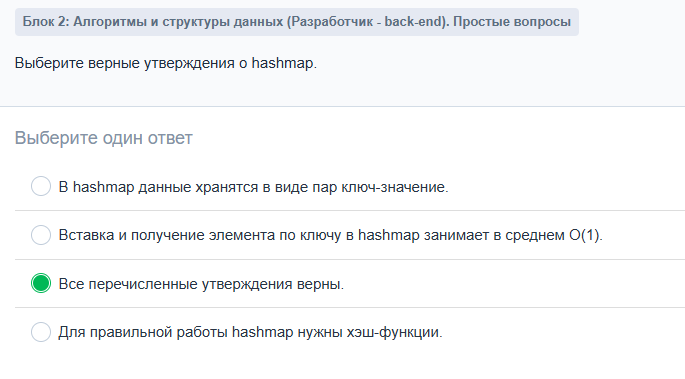 Блок 2: Алгоритмы и структуры данных (Разработчик - back-end). Простые вопросы
Выберите верные утверждения о hashmap.
Выберите один ответ
В hashmap данные хранятся в виде пар ключ-значение.
Вставка и получение элемента по ключу в hashmap занимает в среднем O(1).
Все перечисленные утверждения верны.
Для правильной работы hashmap нужны хэш-функции.